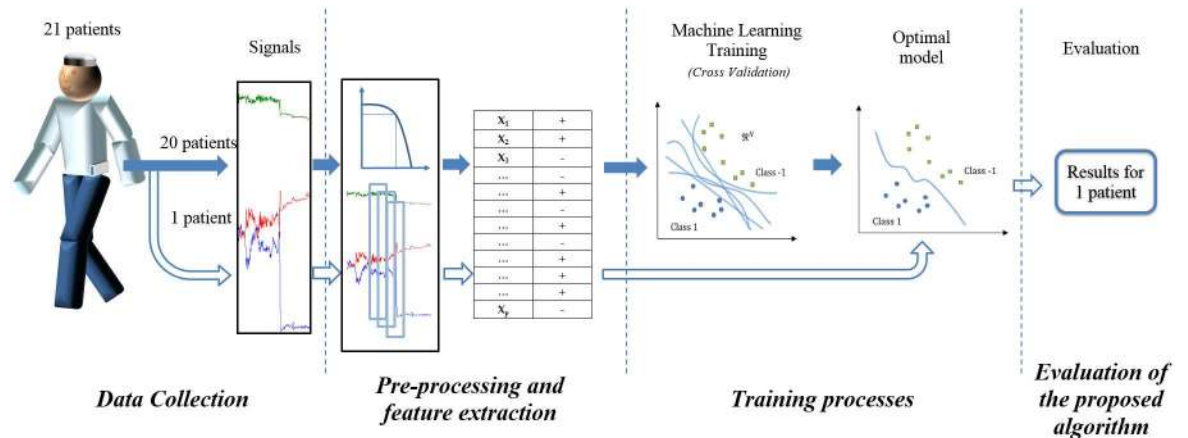 21 patients
Signals
20 patients
1 patient
X1 +
X2 +
X3 -
... -
... +
... -
... +
... -
... +
... +
... +
Xp -
Machine Learning
Training
(Cross Validation)
ℜN
Class -1
Class 1
Optimal
model
Class -1
Class 1
Evaluation
Results for
1 patient
Data Collection
Pre-processing and
feature extraction
Training processes
Evaluation of
the proposed
algorithm